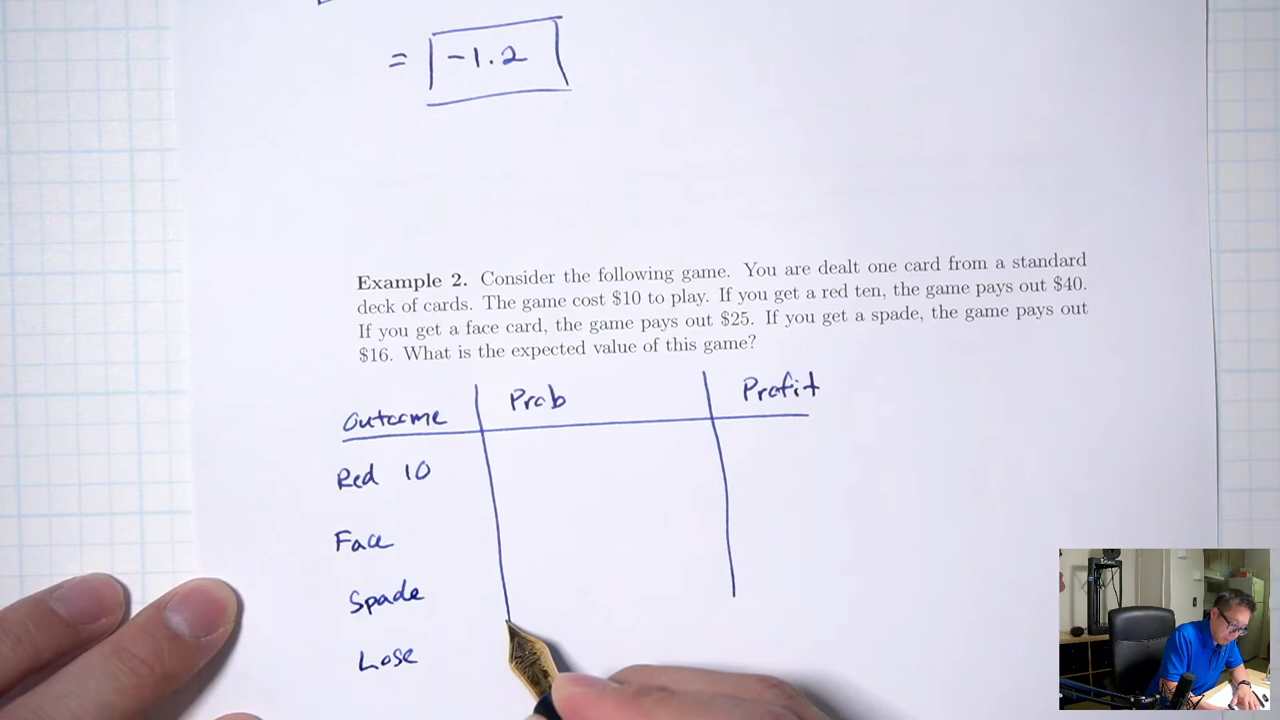 = -1.2
Example 2. Consider the following game. You are dealt one card from a standard
deck of cards. The game cost $10 to play. If you get a red ten, the game pays out $40.
If you get a face card, the game pays out $25. If you get a spade, the game pays out
$16. What is the expected value of this game?
Outcome Prob Profit
Red 10
Face
Spade
Lose